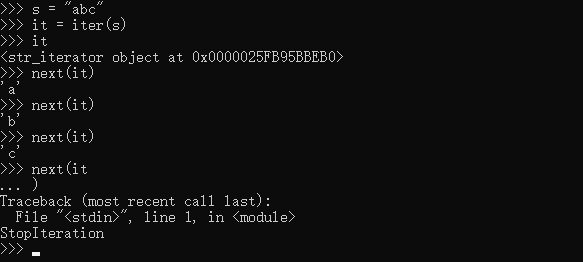 >>> s = "abc"
>>> it = iter(s)
>>> it
<str_iterator object at 0x0000025FB95BBEB0>
>>> next(it)
'a'
>>> next(it)
'b'
>>> next(it)
'c'
>>> next(it
... )
Traceback (most recent call last):
  File "<stdin>", line 1, in <module>
StopIteration
>>>